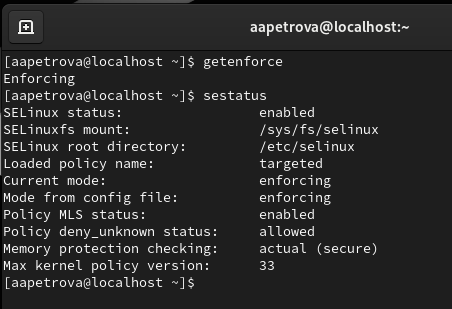 aapetrova@localhost:~
[aapetrova@localhost ~]$ getenforce
Enforcing
[aapetrova@localhost ~]$ sestatus
SELinux status:                 enabled
SELinuxfs mount:                /sys/fs/selinux
SELinux root directory:         /etc/selinux
Loaded policy name:             targeted
Current mode:                   enforcing
Mode from config file:          enforcing
Policy MLS status:              enabled
Policy deny_unknown status:     allowed
Memory protection checking:     actual (secure)
Max kernel policy version:      33
[aapetrova@localhost ~]$